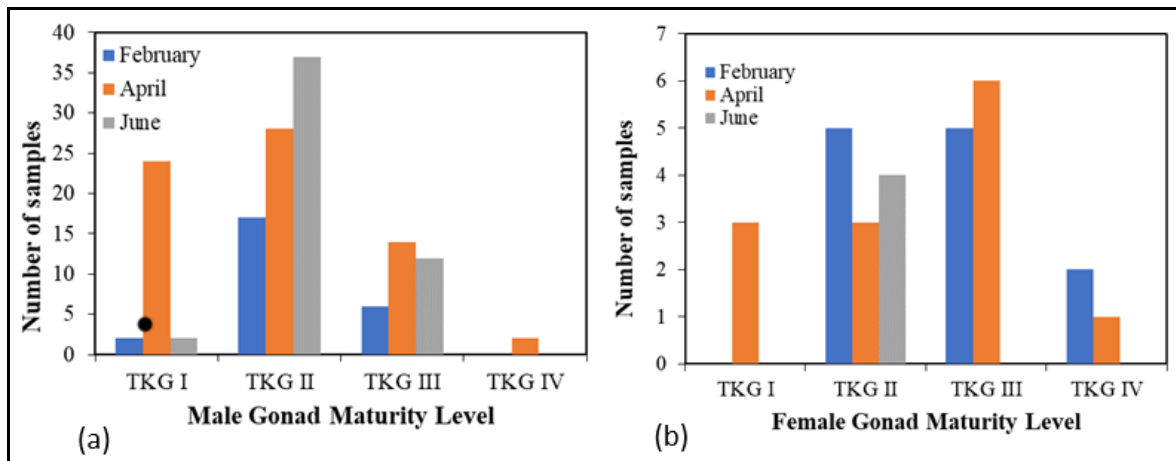 40
35
30
25
20
15
10
5
0
Number of samples
February
April
June
TKG I TKG II TKG III TKG IV
Male Gonad Maturity Level
(a)
7
6
5
4
3
2
1
0
Number of samples
February
April
June
TKG I TKG II TKG III TKG IV
Female Gonad Maturity Level
(b)